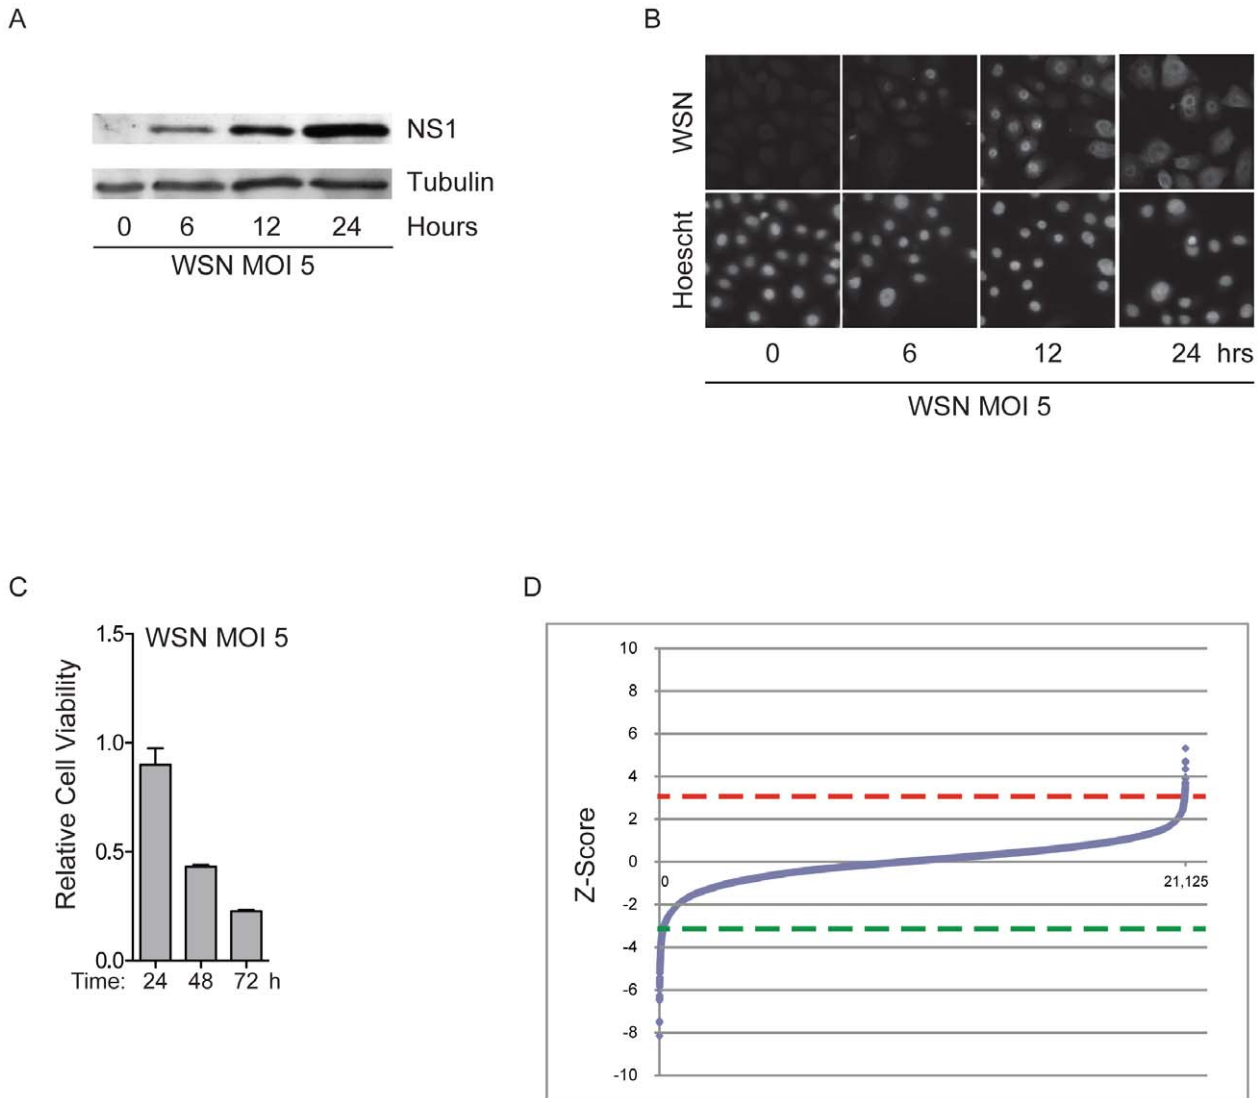 A
NS1
Tubulin
0 6 12 24 Hours
WSN MOI 5
B
WSN
Hoescht
0 6 12 24 hrs
WSN MOI 5
C
WSN MOI 5
Relative Cell Viability
1.5
1.0
0.5
0.0
Time: 24 48 72 h
D
Z-Score
10
8
6
4
2
0
-2
-4
-6
-8
-10
0 21,125